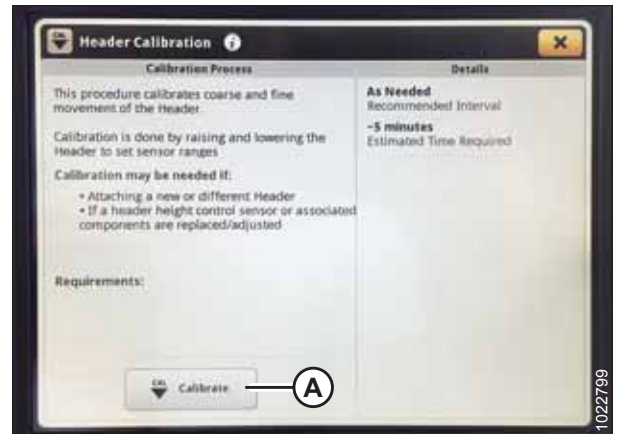 CAL
Header Calibration i
Calibration Process
Details
This procedure calibrates coarse and fine
movement of the Header.
Calibration is done by raising and lowering the
Header to set sensor ranges
Calibration may be needed if:
• Attaching a new or different Header
• If a header height control sensor or associated
components are replaced/adjusted
Requirements:
As Needed
Recommended Interval
~5 minutes
Estimated Time Required
CAL
Calibrate
A
1022799